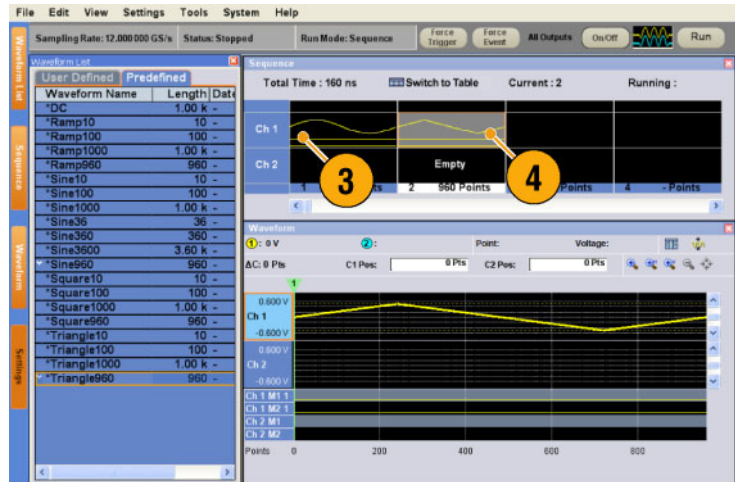 File Edit View Settings Tools System Help
Sampling Rate: 12.000 000 GS/s Status: Stopped Run Mode: Sequence Force Trigger Force Event All Outputs On/Off Run
Waveform List
Sequence
Waveform
Settings
Waveform List
User Defined Predefined
Waveform Name Length Date
*DC 1.00 k -
*Ramp10 10 -
*Ramp100 100 -
*Ramp1000 1.00 k -
*Ramp960 960 -
*Sine10 10 -
*Sine100 100 -
*Sine1000 1.00 k -
*Sine36 36 -
*Sine360 360 -
*Sine3600 3.60 k -
*Sine960 960 -
*Square10 10 -
*Square100 100 -
*Square1000 1.00 k -
*Square960 960 -
*Triangle10 10 -
*Triangle100 100 -
*Triangle1000 1.00 k -
*Triangle960 960 -
Sequence
Total Time : 160 ns Switch to Table Current : 2 Running :
Ch 1
Ch 2 Empty
3 4
1 ts 2 960 Points Points 4 - Points
Waveform
1 : 0 V 2 : Point: Voltage:
ΔC: 0 Pts C1 Pos: 0 Pts C2 Pos: 0 Pts
1
0.600 V
Ch 1
-0.600 V
0.600 V
Ch 2
-0.600 V
Ch 1 M1 1
Ch 1 M2 1
Ch 2 M1
Ch 2 M2
Points 0 200 400 600 800